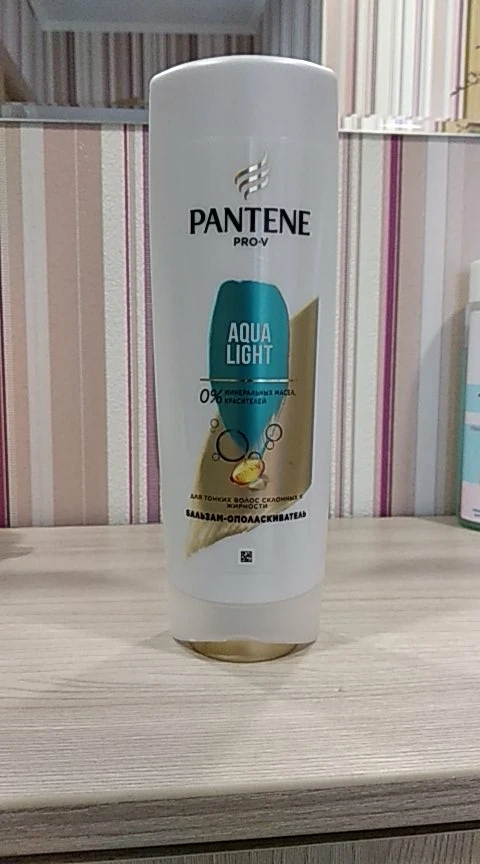 PANTENE
PRO-V
AQUA
LIGHT
0% МИНЕРАЛЬНЫХ МАСЕЛ,
КРАСИТЕЛЕЙ
ДЛЯ ТОНКИХ ВОЛОС СКЛОННЫХ К
ЖИРНОСТИ
БАЛЬЗАМ-ОПОЛАСКИВАТЕЛЬ